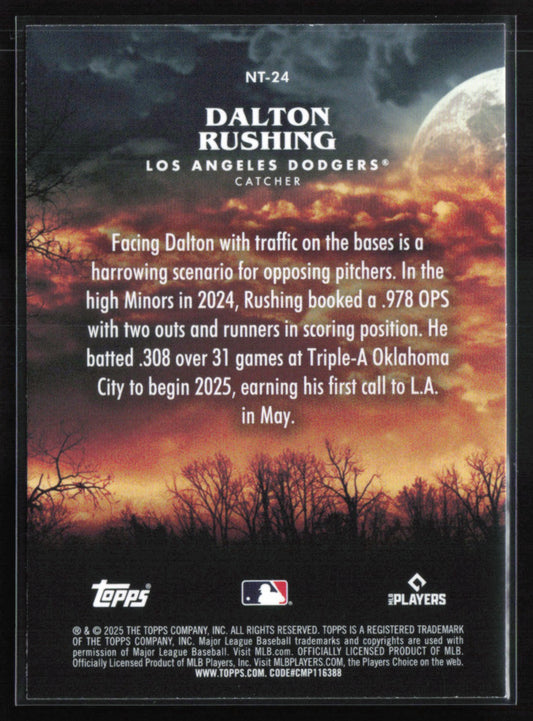 NT-24
DALTON
RUSHING
LOS ANGELES DODGERS®
CATCHER
Facing Dalton with traffic on the bases is a
harrowing scenario for opposing pitchers. In the
high Minors in 2024, Rushing booked a .978 OPS
with two outs and runners in scoring position. He
batted .308 over 31 games at Triple-A Oklahoma
City to begin 2025, earning his first call to L.A.
in May.
topps®
MLB PLAYERS
® & © 2025 THE TOPPS COMPANY, INC. ALL RIGHTS RESERVED. TOPPS IS A REGISTERED TRADEMARK
OF THE TOPPS COMPANY, INC. Major League Baseball trademarks and copyrights are used with
permission of Major League Baseball. Visit MLB.com. OFFICIALLY LICENSED PRODUCT OF MLB.
Officially Licensed Product of MLB Players, Inc. Visit MLBPLAYERS.COM, the Players Choice on the web.
WWW.TOPPS.COM. CODE#CMP116388